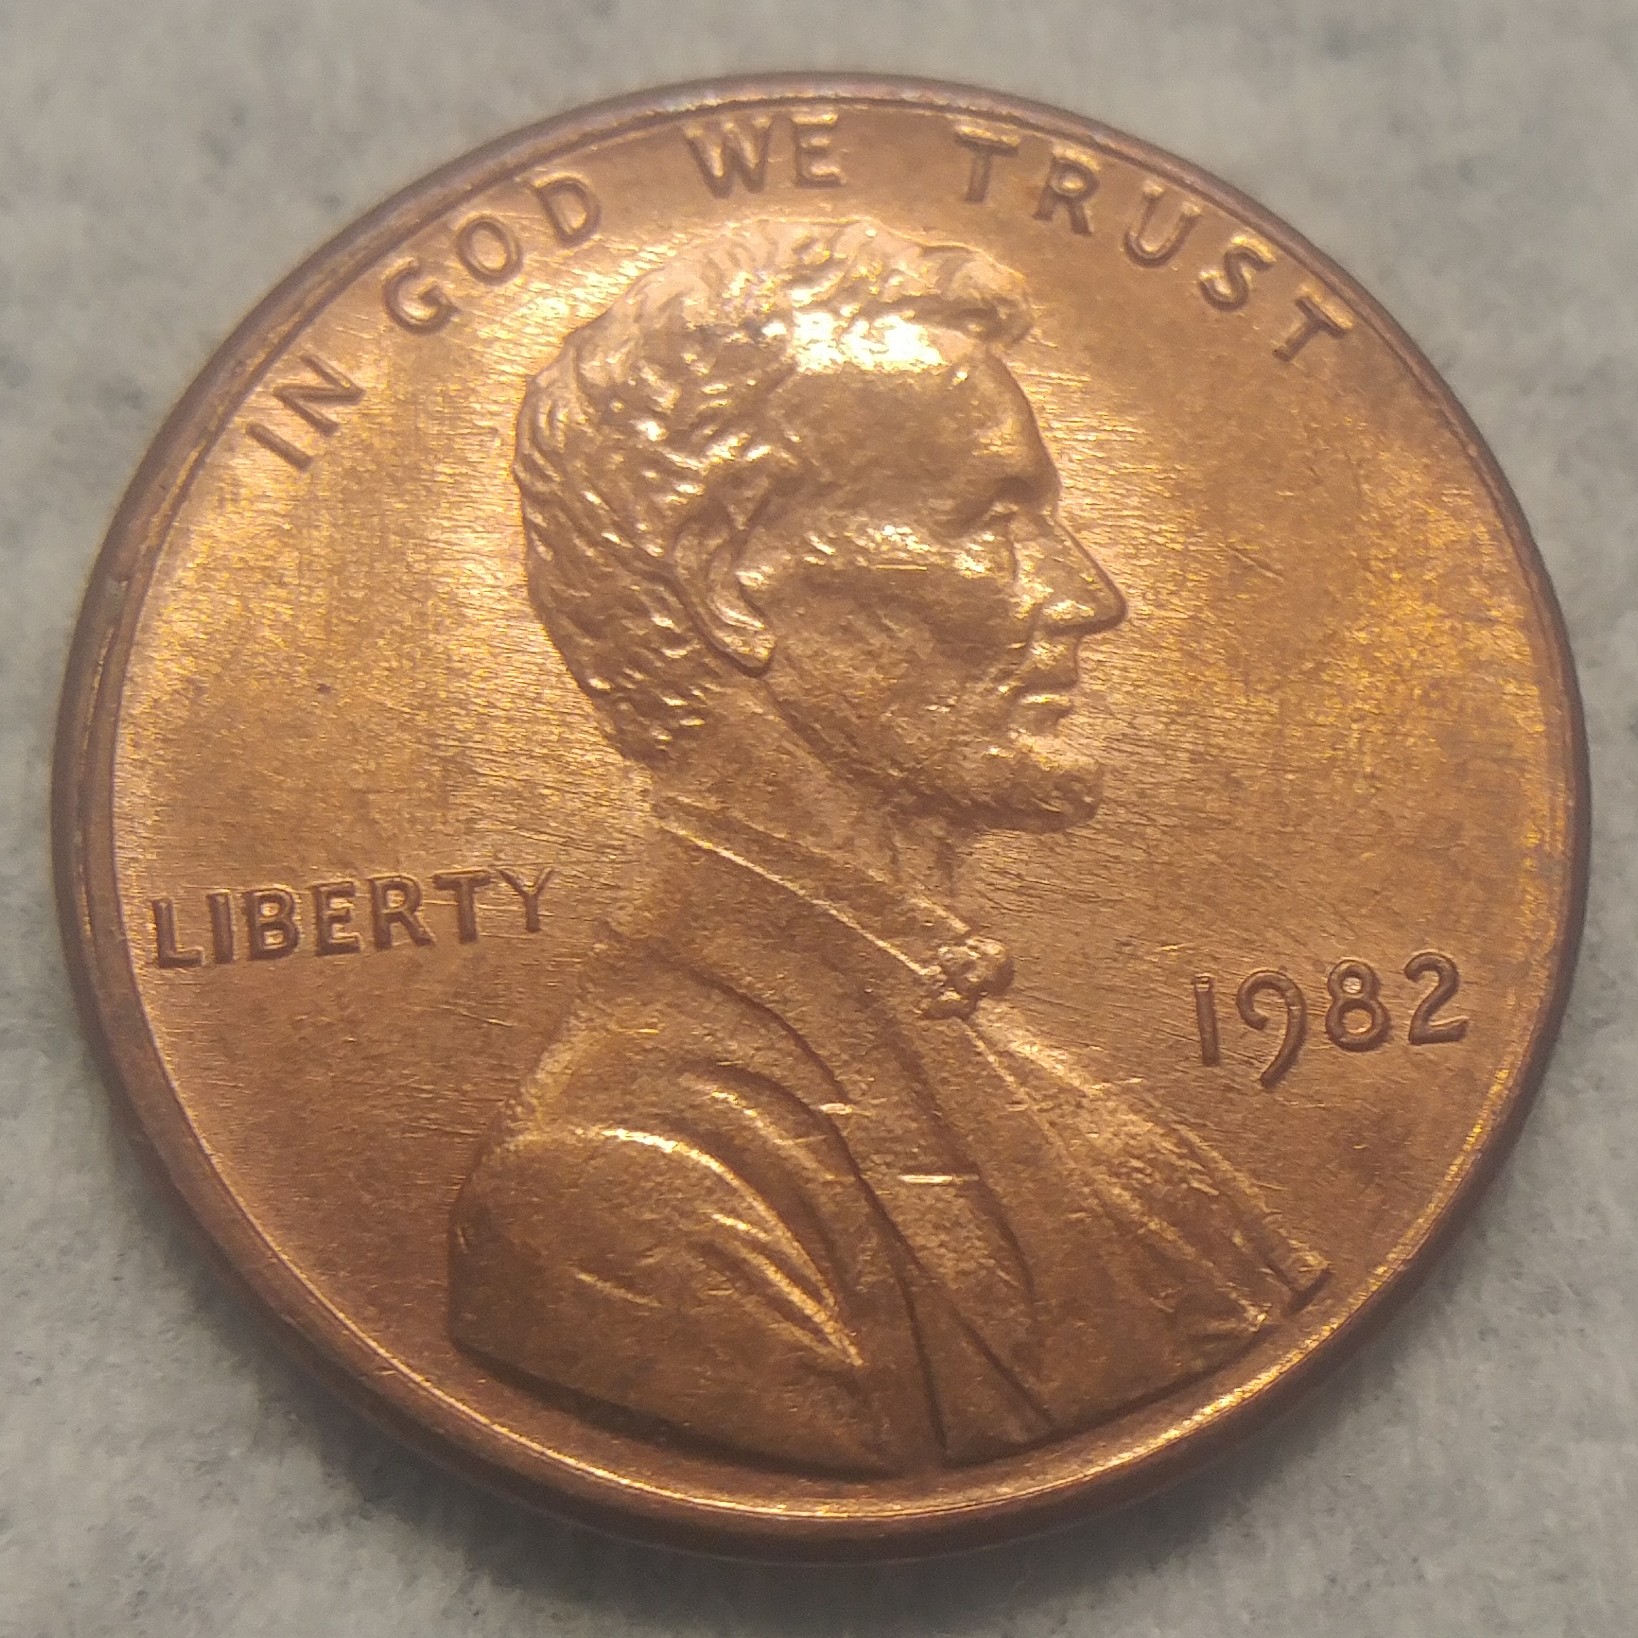 IN GOD WE TRUST
LIBERTY
1982